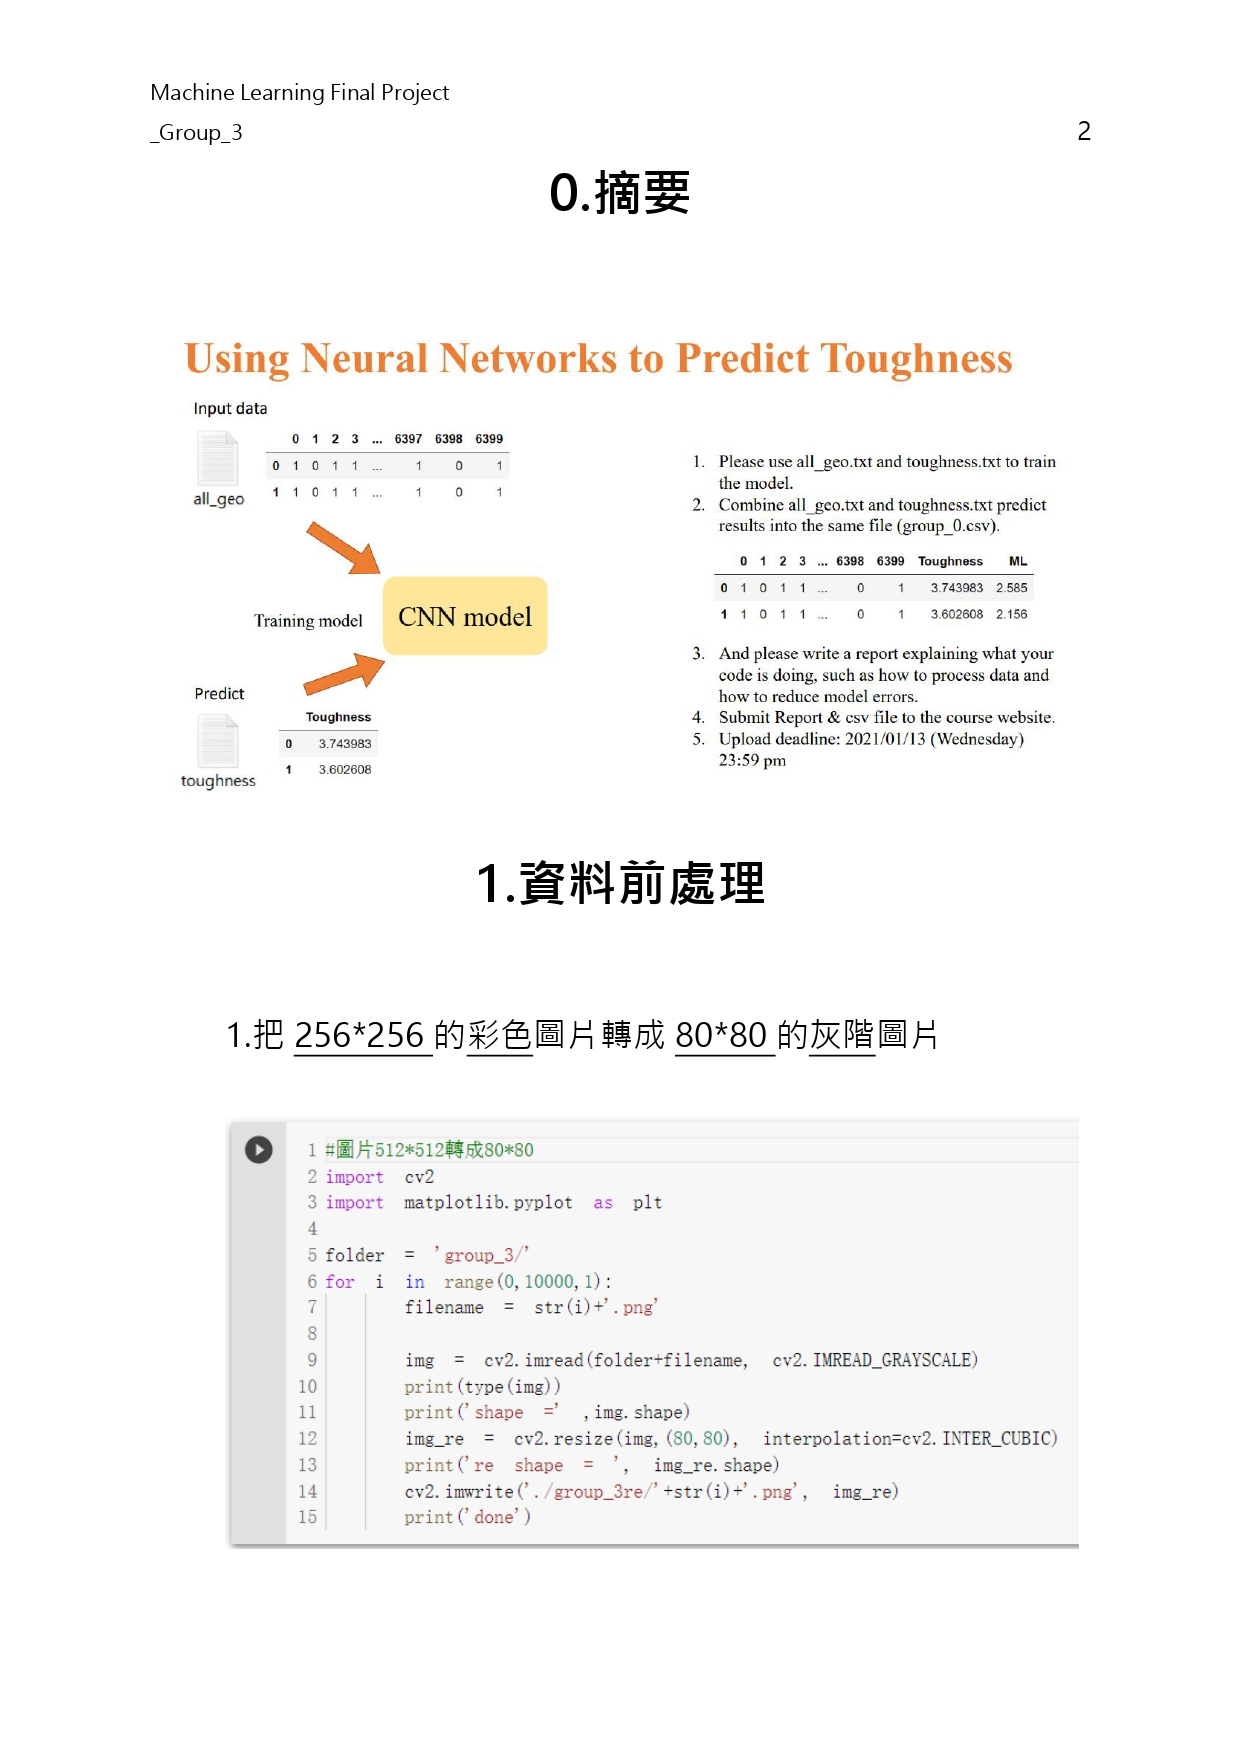 Machine Learning Final Project
_Group_3
2
0.摘要
Using Neural Networks to Predict Toughness
Input data
0 1 2 3 ... 6397 6398 6399
0 1 0 1 1 ... 1 0 1
1 1 0 1 1 ... 1 0 1
all_geo
Training model
CNN model
Predict
Toughness
0 3.743983
1 3.602608
toughness
1. Please use all_geo.txt and toughness.txt to train
the model.
2. Combine all_geo.txt and toughness.txt predict
results into the same file (group_0.csv).
0 1 2 3 ... 6398 6399 Toughness ML
0 1 0 1 1 ... 0 1 3.743983 2.585
1 1 0 1 1 ... 0 1 3.602608 2.156
3. And please write a report explaining what your
code is doing, such as how to process data and
how to reduce model errors.
4. Submit Report & csv file to the course website.
5. Upload deadline: 2021/01/13 (Wednesday)
23:59 pm
1.資料前處理
1.把 256*256 的彩色圖片轉成 80*80 的灰階圖片
1 #圖片512*512轉成80*80
2 import cv2
3 import matplotlib.pyplot as plt
4
5 folder = 'group_3/'
6 for i in range(0,10000,1):
7 filename = str(i)+'.png'
8
9 img = cv2.imread(folder+filename, cv2.IMREAD_GRAYSCALE)
10 print(type(img))
11 print('shape =' ,img.shape)
12 img_re = cv2.resize(img,(80,80), interpolation=cv2.INTER_CUBIC)
13 print('re shape = ', img_re.shape)
14 cv2.imwrite('./group_3re/'+str(i)+'.png', img_re)
15 print('done')